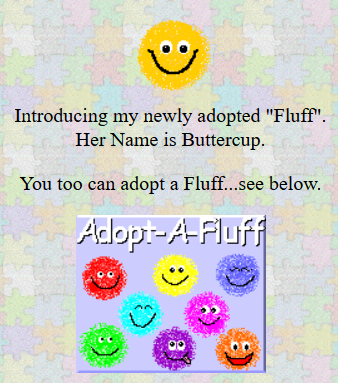 Introducing my newly adopted "Fluff".
Her Name is Buttercup.
You too can adopt a Fluff...see below.
Adopt-A-Fluff